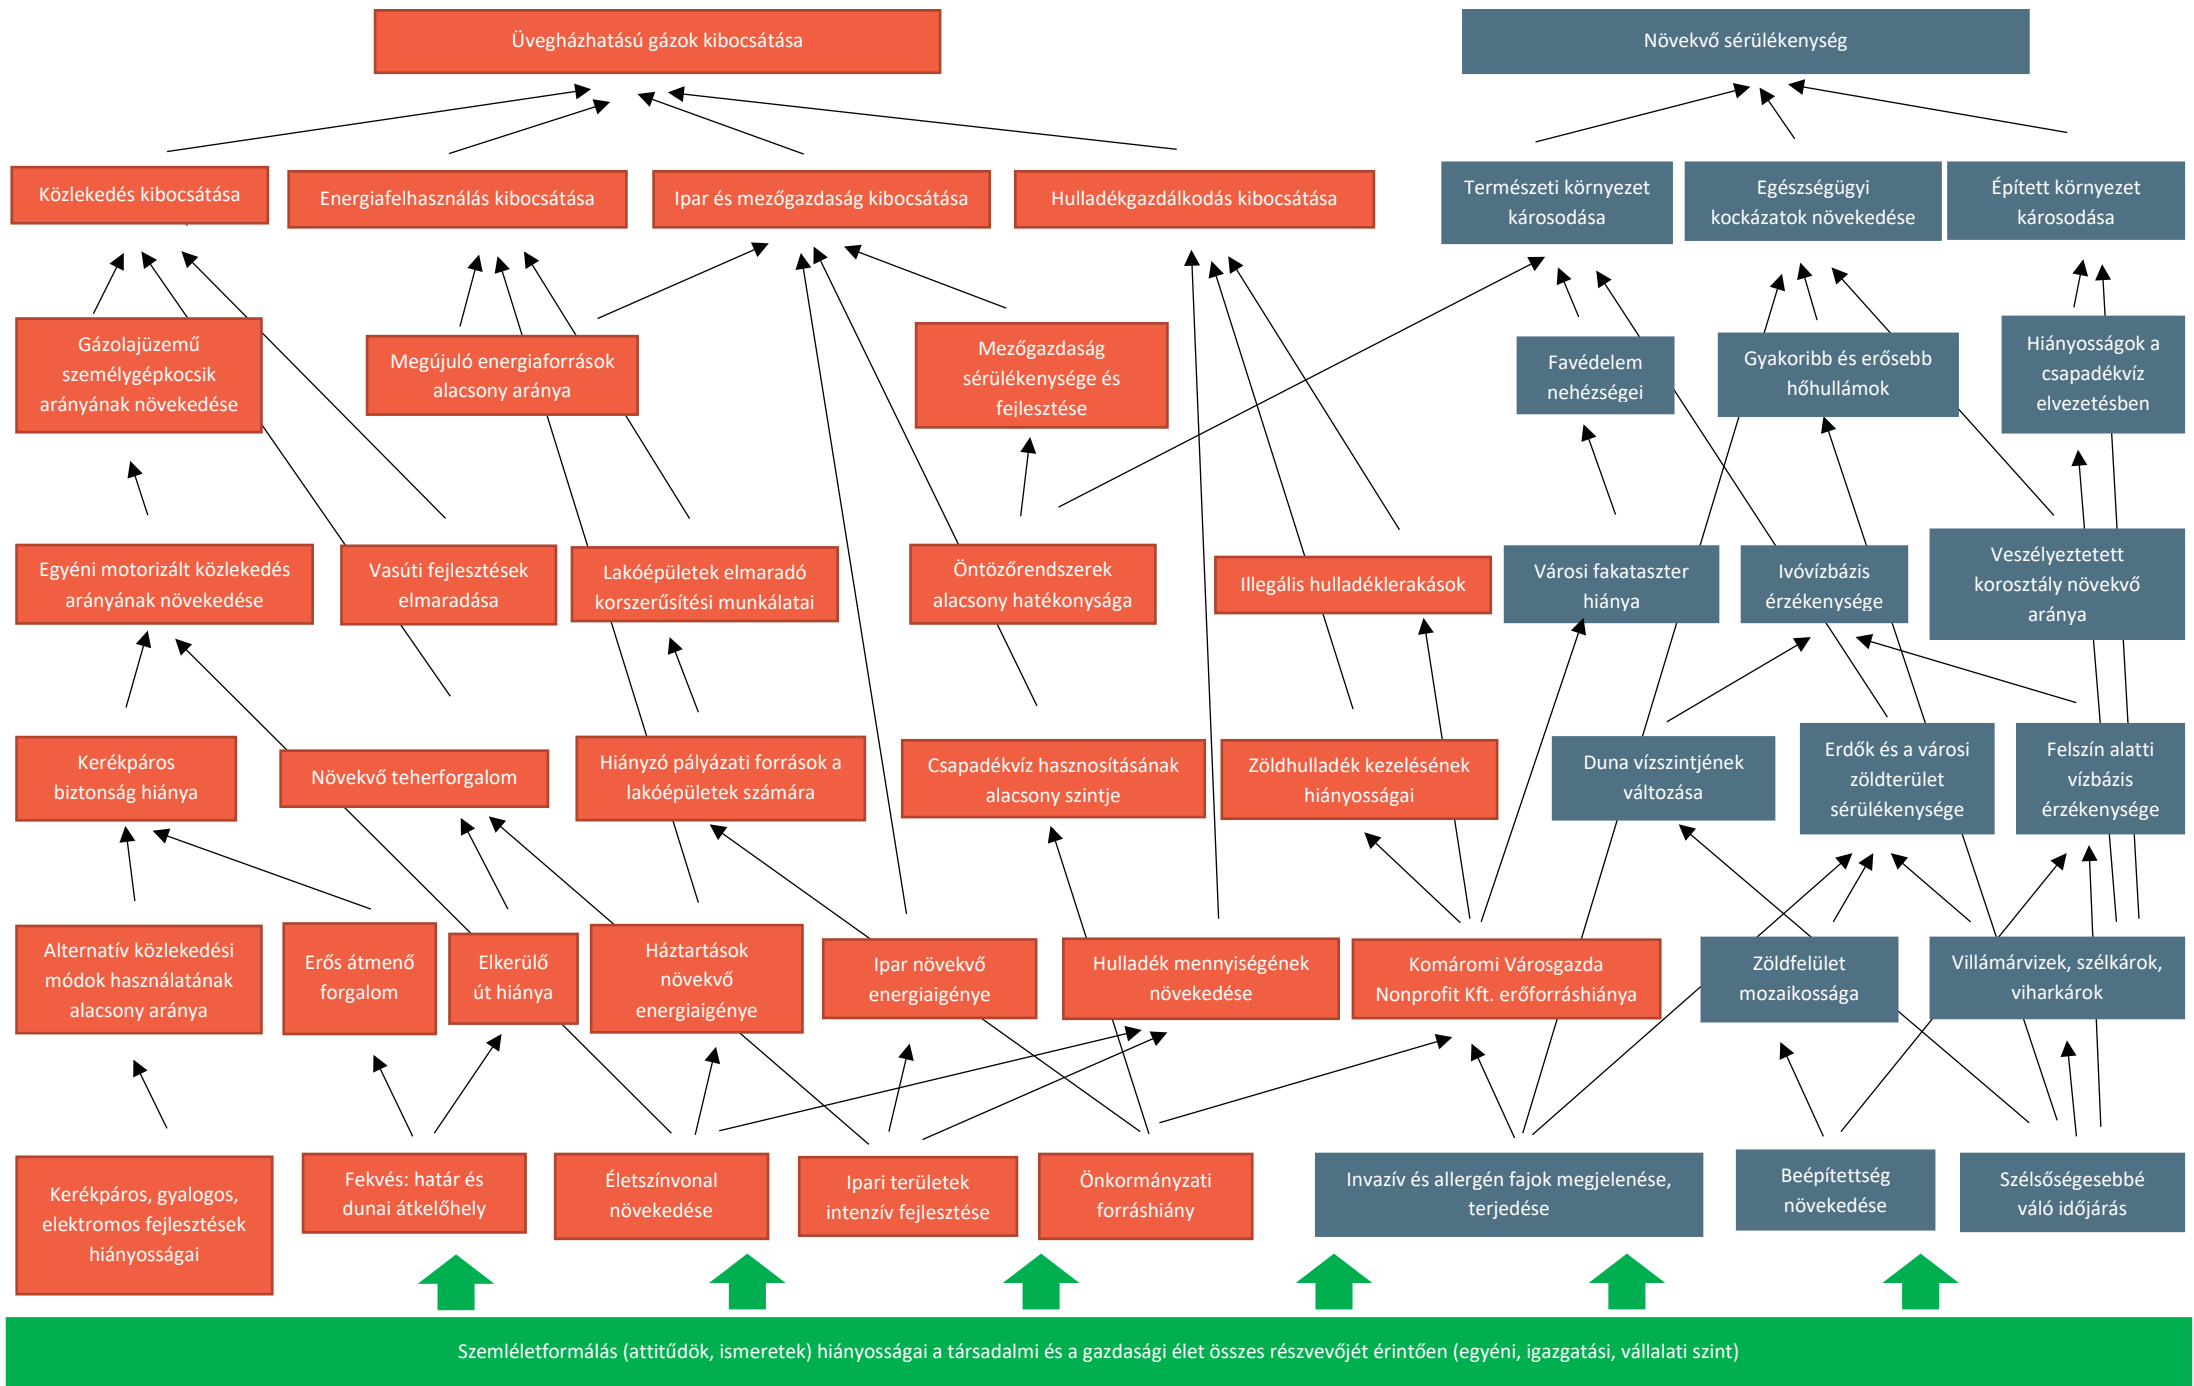 Üvegházhatású gázok kibocsátása
Növekvő sérülékenység
Közlekedés kibocsátása
Energiafelhasználás kibocsátása
Ipar és mezőgazdaság kibocsátása
Hulladékgazdálkodás kibocsátása
Természeti környezet
károsodása
Egészségügyi
kockázatok növekedése
Épített környezet
károsodása
Gázolajüzemű
személygépkocsik
arányának növekedése
Megújuló energiaforrások
alacsony aránya
Mezőgazdaság
sérülékenysége és
fejlesztése
Favédelem
nehézségei
Gyakoribb és erősebb
hőhullámok
Hiányosságok a
csapadékvíz
elvezetésben
Egyéni motorizált közlekedés
arányának növekedése
Vasúti fejlesztések
elmaradása
Lakóépületek elmaradó
korszerűsítési munkálatai
Öntözőrendszerek
alacsony hatékonysága
Illegális hulladéklerakások
Városi fakataszter
hiánya
Ivóvízbázis
érzékenysége
Veszélyeztetett
korosztály növekvő
aránya
Kerékpáros
biztonság hiánya
Növekvő teherforgalom
Hiányzó pályázati források a
lakóépületek számára
Csapadékvíz hasznosításának
alacsony szintje
Zöldhulladék kezelésének
hiányosságai
Duna vízszintjének
változása
Erdők és a városi
zöldterület
sérülékenysége
Felszín alatti
vízbázis
érzékenysége
Alternatív közlekedési
módok használatának
alacsony aránya
Erős átmenő
forgalom
Elkerülő
út hiánya
Háztartások
növekvő
energiaigénye
Ipar növekvő
energiaigénye
Hulladék mennyiségének
növekedése
Komáromi Városgazda
Nonprofit Kft. erőforráshiánya
Zöldfelület
mozaikossága
Villámárvizek, szélkárok,
viharkárok
Kerékpáros, gyalogos,
elektromos fejlesztések
hiányosságai
Fekvés: határ és
dunai átkelőhely
Életszínvonal
növekedése
Ipari területek
intenzív fejlesztése
Önkormányzati
forráshiány
Invazív és allergén fajok megjelenése,
terjedése
Beépítettség
növekedése
Szélsőségesebbé
váló időjárás
Szemléletformálás (attitűdök, ismeretek) hiányosságai a társadalmi és a gazdasági élet összes részvevőjét érintően (egyéni, igazgatási, vállalati szint)